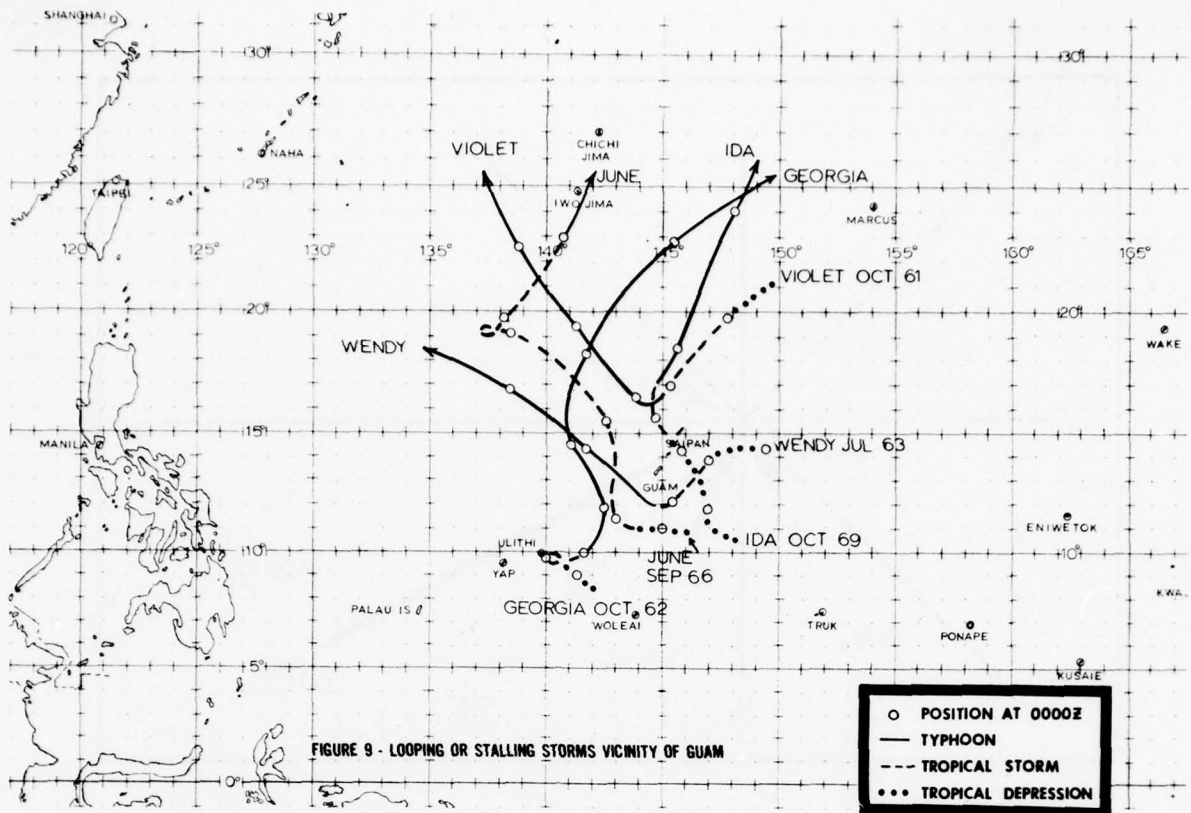 SHANGHAI
30°
30°
NAHA
VIOLET
CHICHI
JIMA
IDA
JUNE
GEORGIA
25°
25°
TAIPEI
IWO JIMA
MARCUS
120°
125°
130°
135°
140°
145°
150°
155°
160°
165°
VIOLET OCT 61
20°
20°
WENDY
WAKE
15°
15°
MANILA
SAIPAN
WENDY JUL 63
GUAM
ENIWETOK
ULITHI
JUNE
SEP 66
IDA OCT 69
10°
10°
YAP
PALAU IS
GEORGIA OCT 62
WOLEAI
TRUK
KWA
PONAPE
5°
5°
KUSAIE
FIGURE 9 - LOOPING OR STALLING STORMS VICINITY OF GUAM
0°
POSITION AT 0000Z
TYPHOON
TROPICAL STORM
TROPICAL DEPRESSION